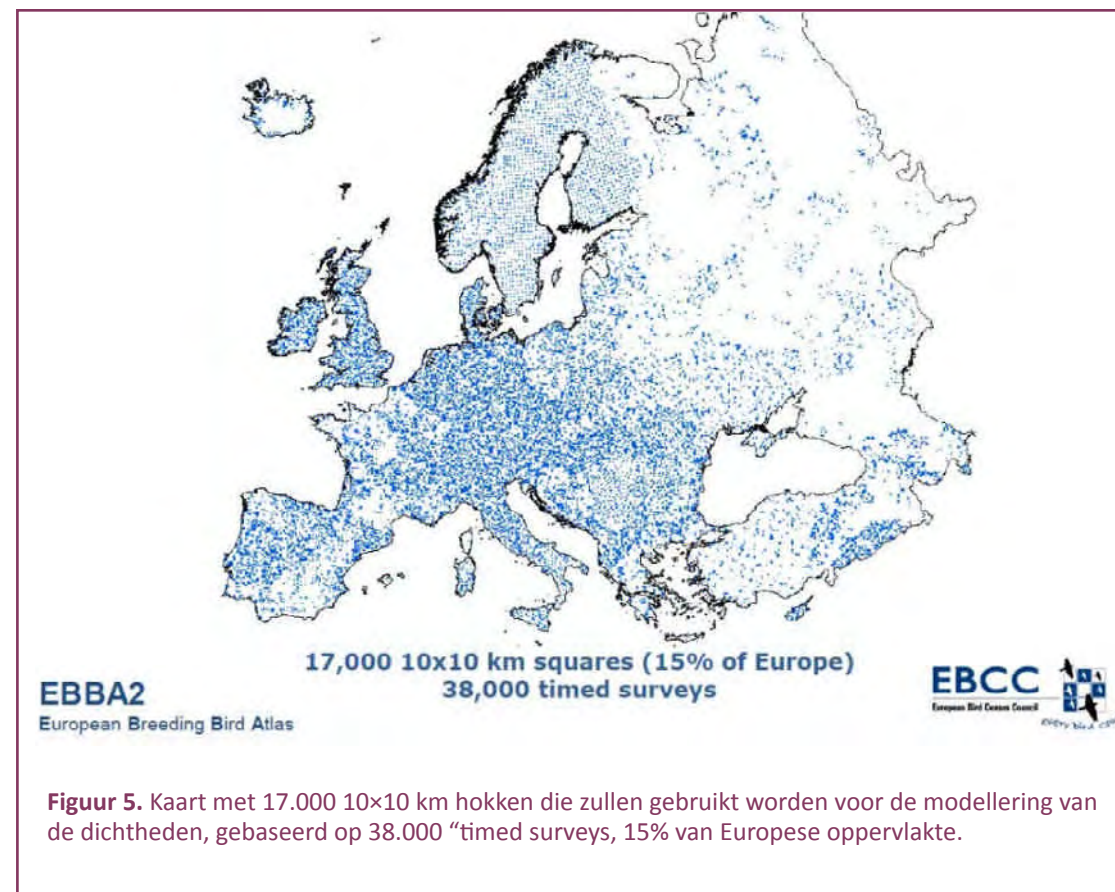 17,000 10x10 km squares (15% of Europe)
38,000 timed surveys
EBBA2
European Breeding Bird Atlas
EBCC
European Bird Census Council
Figuur 5. Kaart met 17.000 10×10 km hokken die zullen gebruikt worden voor de modellering van
de dichtheden, gebaseerd op 38.000 “timed surveys, 15% van Europese oppervlakte.